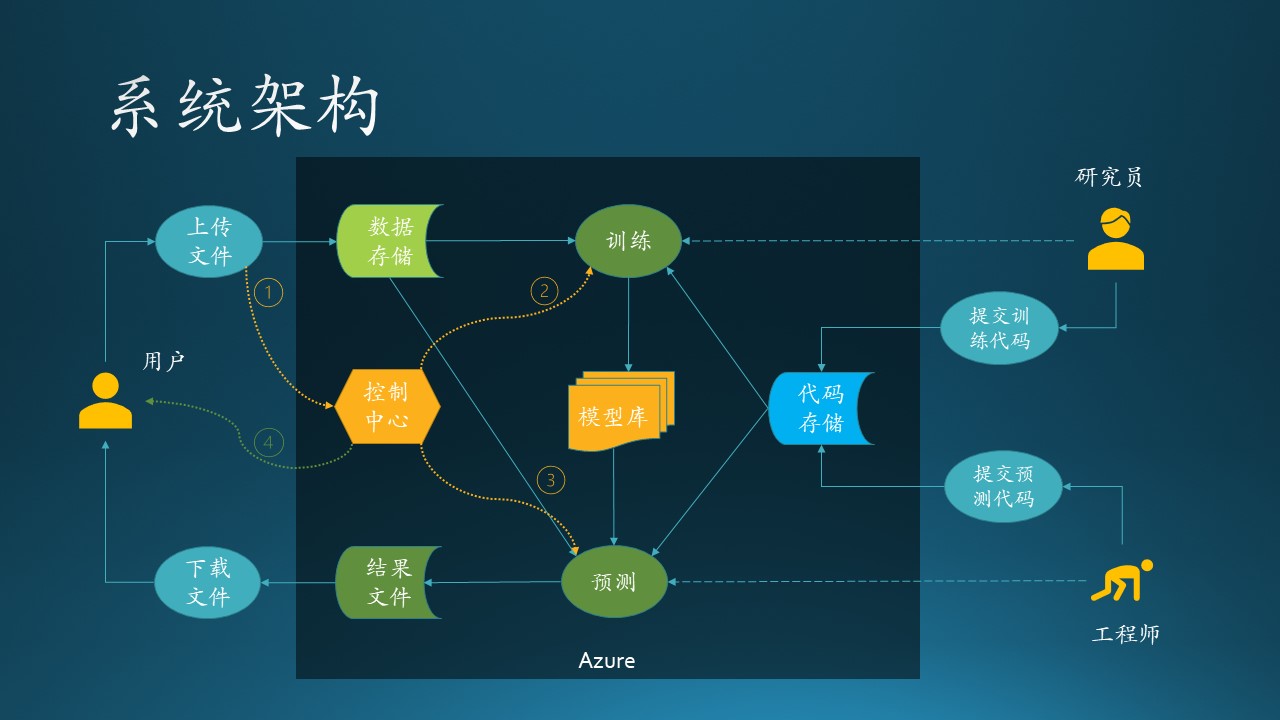 系统架构
研究员
上传
文件
数据
存储
训练
①
②
提交训
练代码
用户
控制
中心
模型库
代码
存储
④
③
提交预
测代码
下载
文件
结果
文件
预测
工程师
Azure